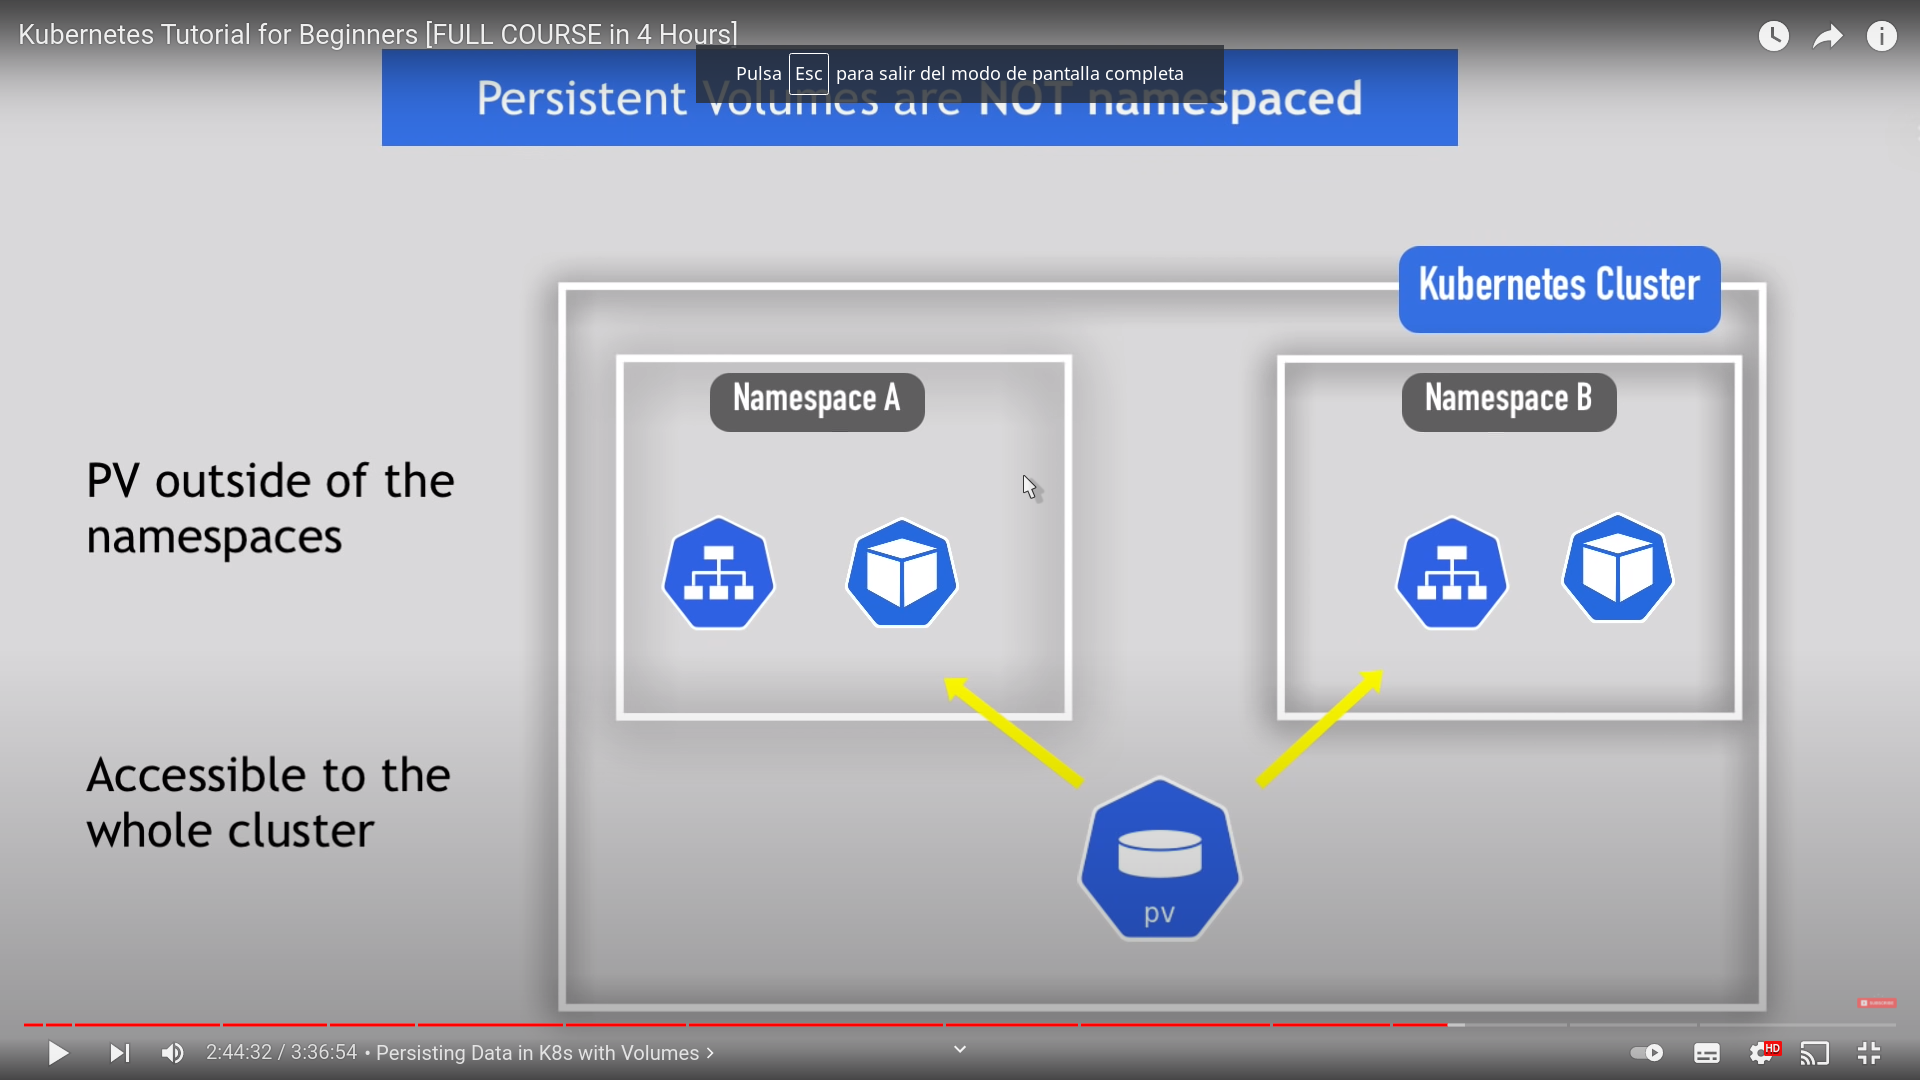 Kubernetes Tutorial for Beginners [FULL COURSE in 4 Hours]
Pulsa Esc para salir del modo de pantalla completa
Persistent Volumes are NOT namespaced
Kubernetes Cluster
Namespace A
Namespace B
PV outside of the
namespaces
Accessible to the
whole cluster
pv
SUBSCRIBE
2:44:32 / 3:36:54 • Persisting Data in K8s with Volumes
HD